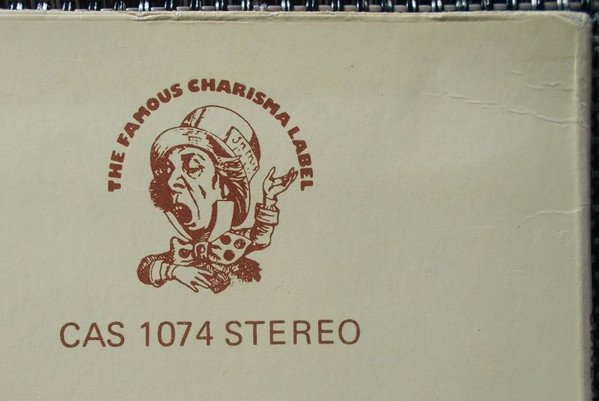 THE FAMOUS CHARISMA LABEL
CAS 1074 STEREO